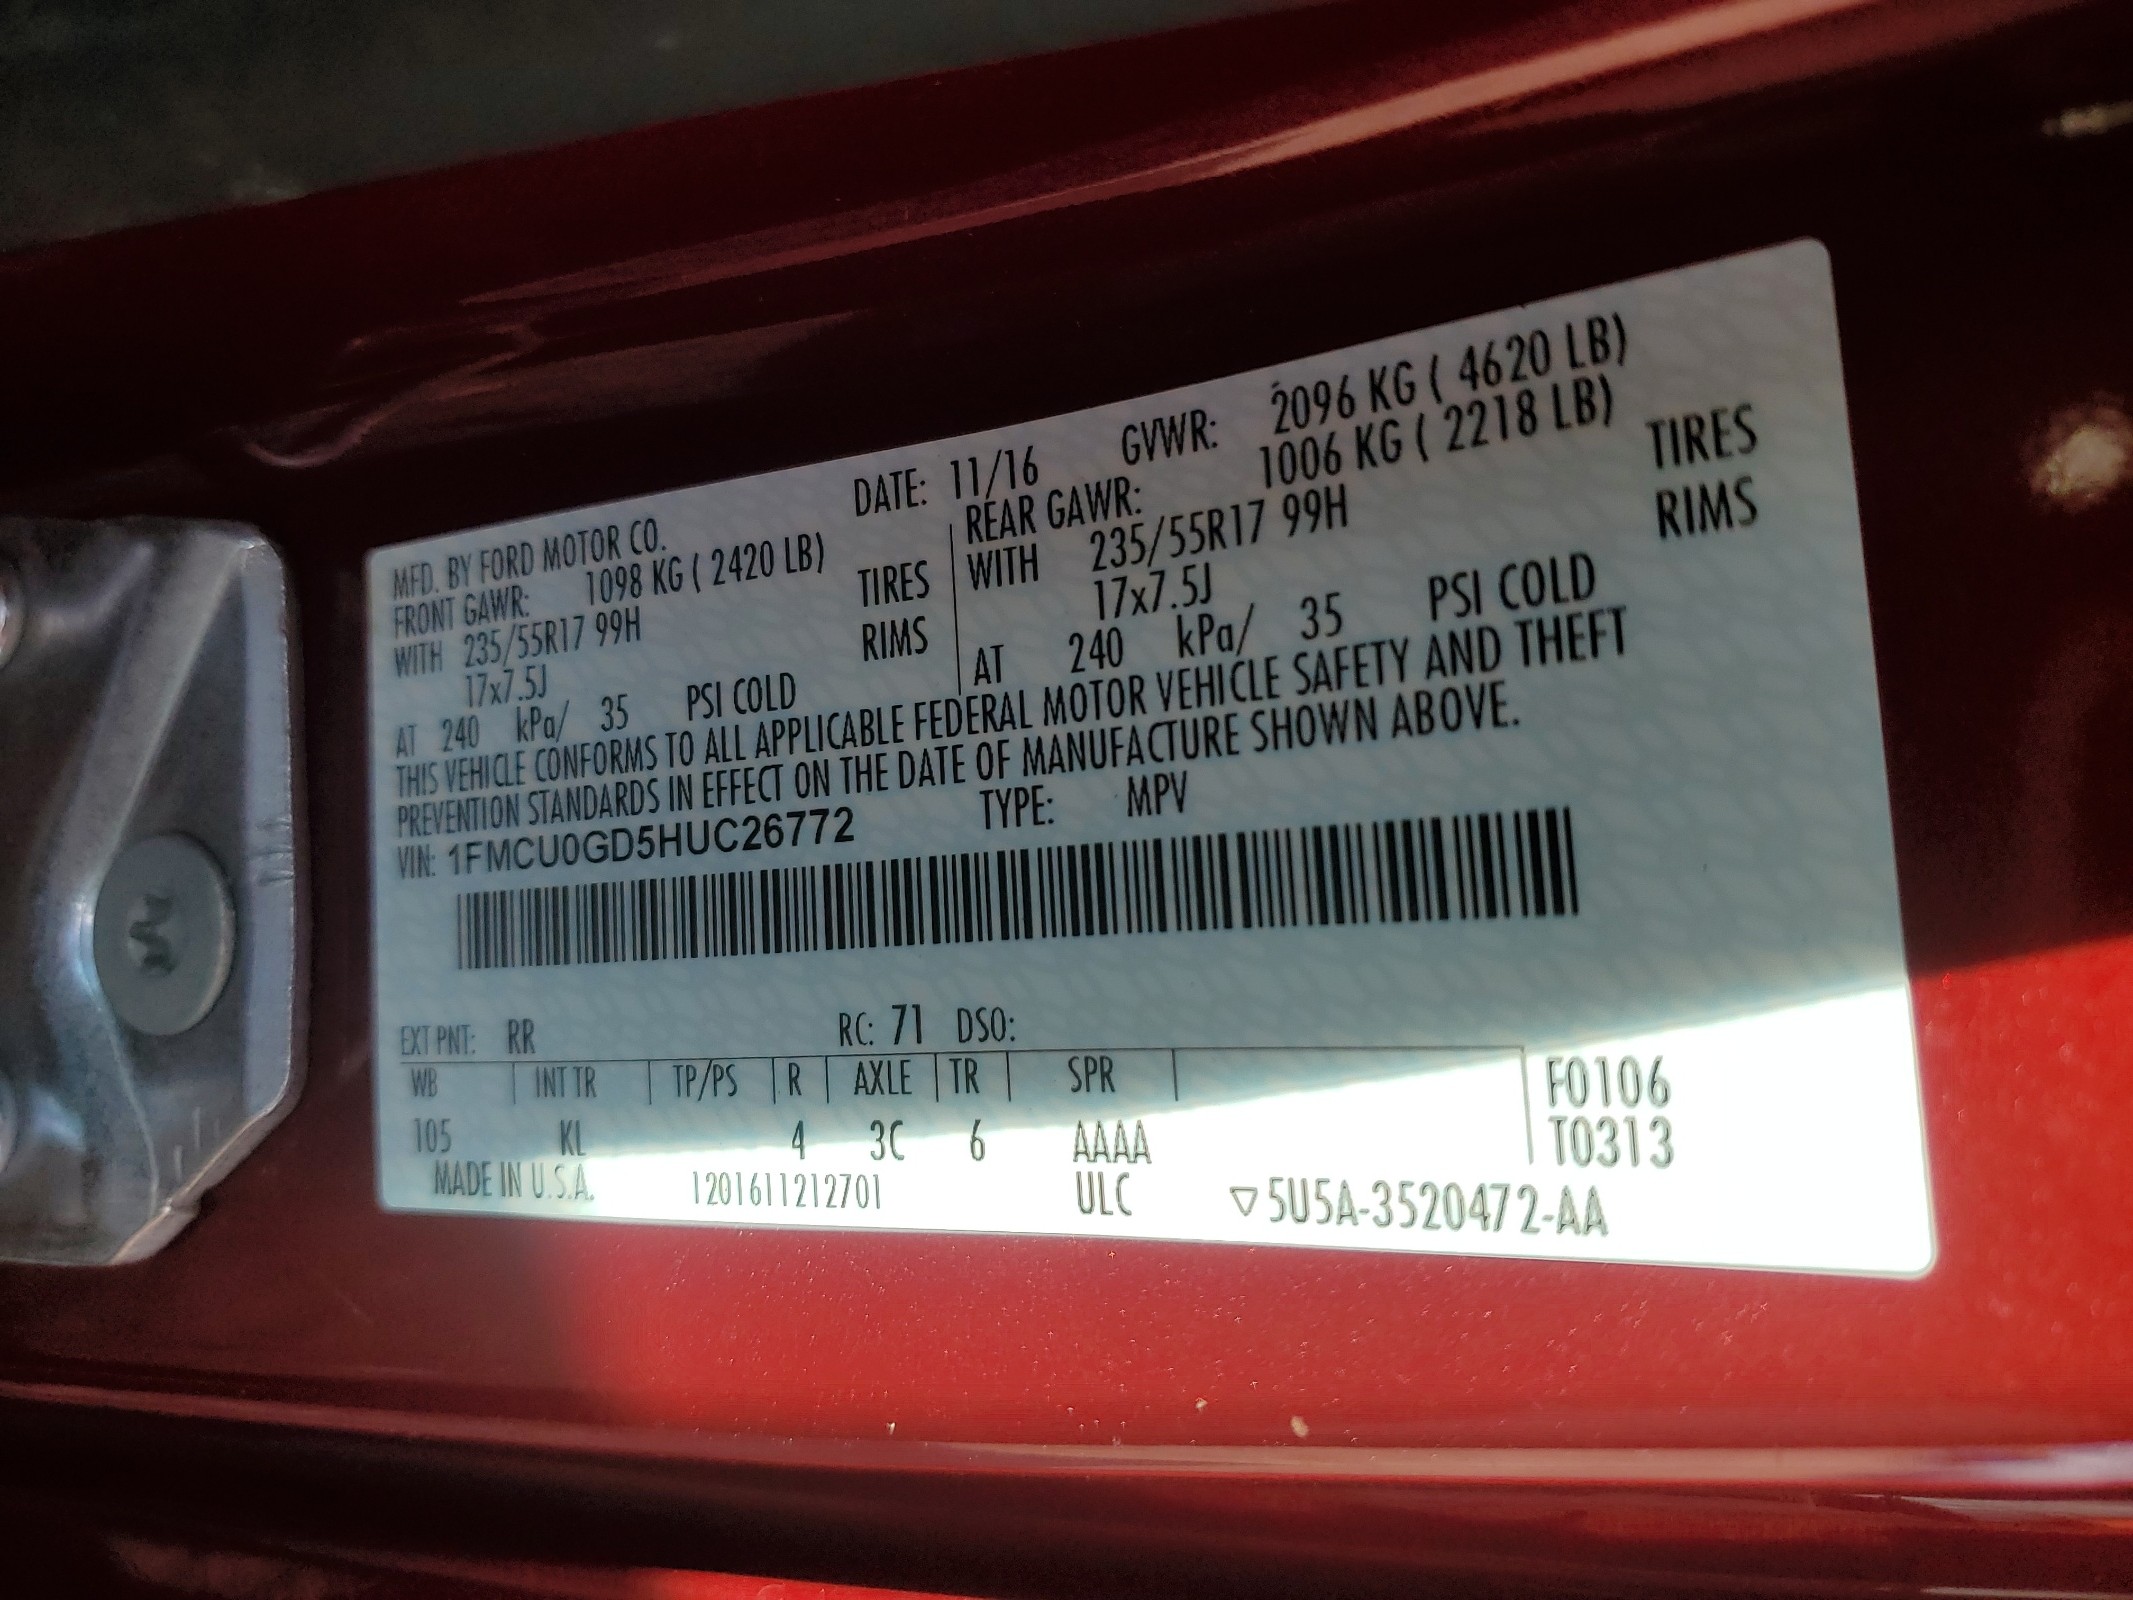 MFD. BY FORD MOTOR CO. DATE: 11/16 GVWR: 2096 KG ( 4620 LB)
FRONT GAWR: 1098 KG ( 2420 LB) REAR GAWR: 1006 KG ( 2218 LB)
WITH 235/55R17 99H TIRES WITH 235/55R17 99H TIRES
17x7.5J RIMS 17x7.5J RIMS
AT 240 kPa/ 35 PSI COLD AT 240 kPa/ 35 PSI COLD
THIS VEHICLE CONFORMS TO ALL APPLICABLE FEDERAL MOTOR VEHICLE SAFETY AND THEFT
PREVENTION STANDARDS IN EFFECT ON THE DATE OF MANUFACTURE SHOWN ABOVE.
VIN: 1FMCU0GD5HUC26772 TYPE: MPV
EXT PNT: RR RC: 71 DSO:
WB INT TR TP/PS R AXLE TR SPR F0106
105 KL 4 3C 6 AAAA T0313
MADE IN U.S.A. 1201611212701 ULC ▽5U5A-3520472-AA